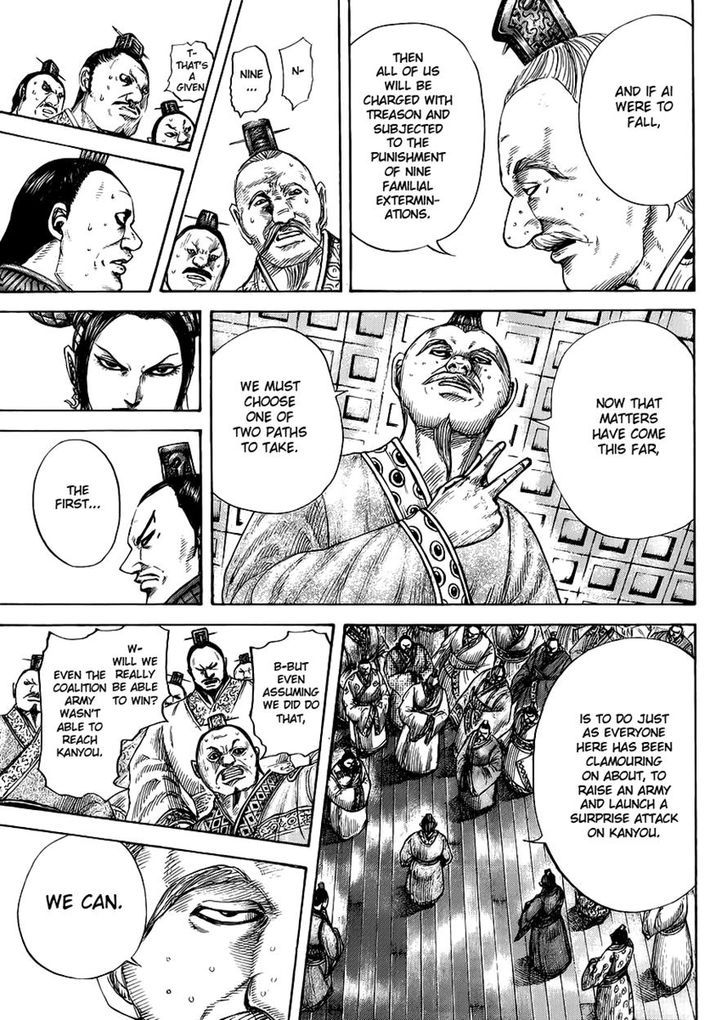 AND IF AI
WERE TO
FALL,
THEN
ALL OF US
WILL BE
CHARGED WITH
TREASON AND
SUBJECTED
TO THE
PUNISHMENT
OF NINE
FAMILIAL
EXTERMIN-
ATIONS.
N-
NINE
...
T-
THAT'S
A GIVEN.
NOW THAT
MATTERS
HAVE COME
THIS FAR,
WE MUST
CHOOSE
ONE OF
TWO PATHS
TO TAKE.
THE
FIRST...
IS TO DO JUST
AS EVERYONE
HERE HAS BEEN
CLAMOURING
ON ABOUT, TO
RAISE AN ARMY
AND LAUNCH A
SURPRISE ATTACK
ON KANYOU.
B-BUT
EVEN
ASSUMING
WE DID DO
THAT,
W-
WILL WE
REALLY
BE ABLE
TO WIN?
EVEN THE
COALITION
ARMY
WASN'T
ABLE TO
REACH
KANYOU.
WE CAN.